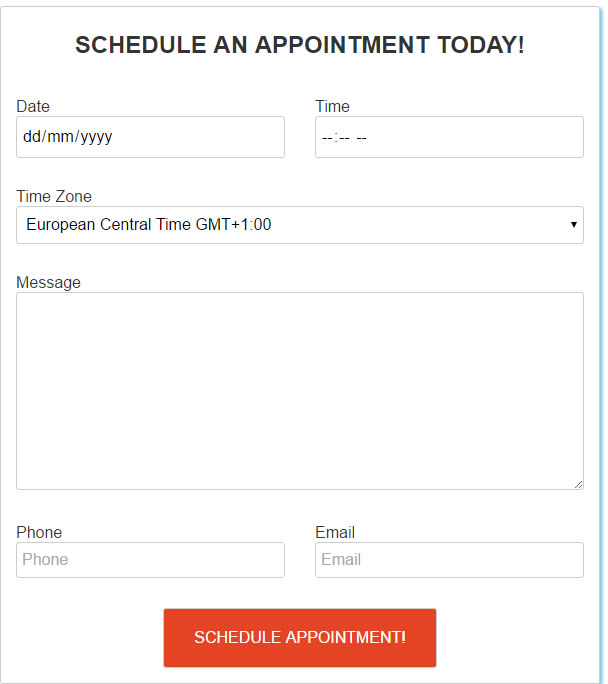 SCHEDULE AN APPOINTMENT TODAY!
Date Time
dd/mm/yyyy --:-- --
Time Zone
European Central Time GMT+1:00
Message
Phone Email
Phone Email
SCHEDULE APPOINTMENT!